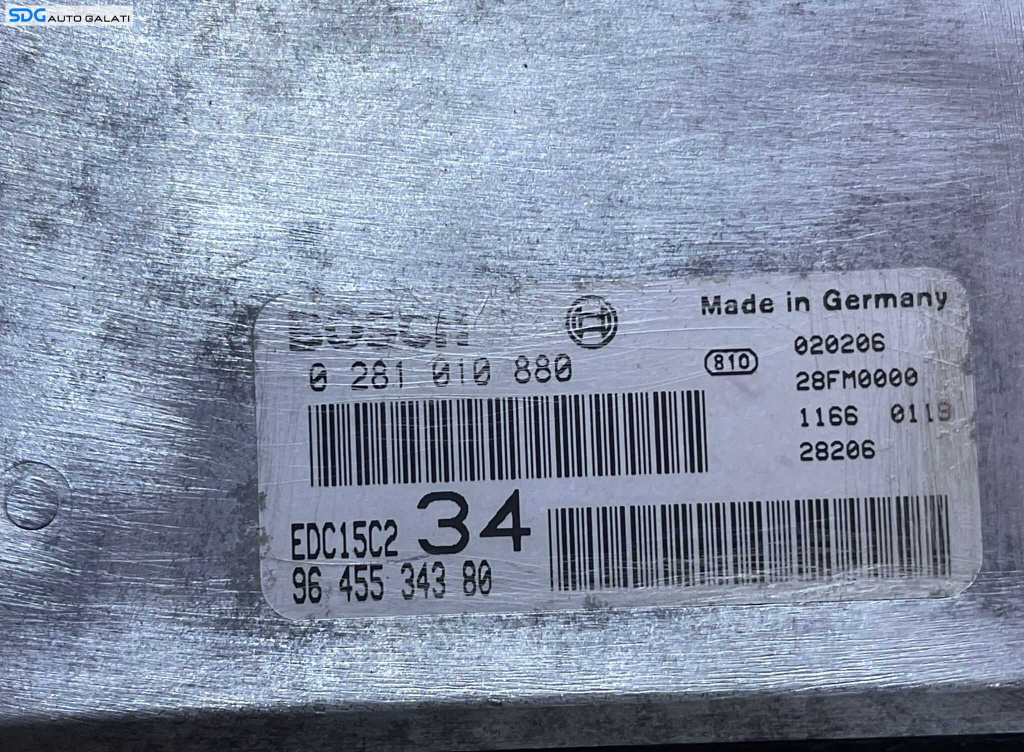 SDG AUTO GALATI
BOSCH
Made in Germany
0 281 010 880
810
020206
28FM0000
1166 0119
28206
34
EDC15C2
96 455 343 80